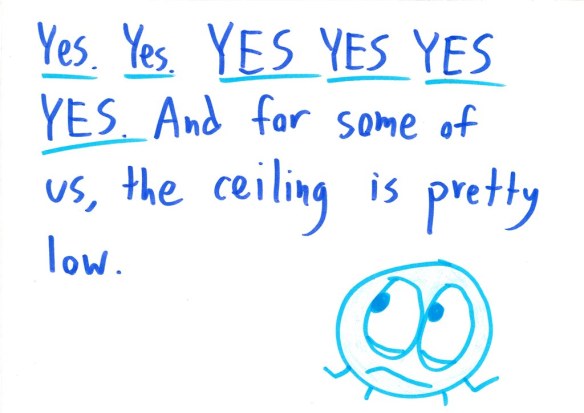 Yes. Yes. YES YES YES
YES. And for some of
us, the ceiling is pretty
low.